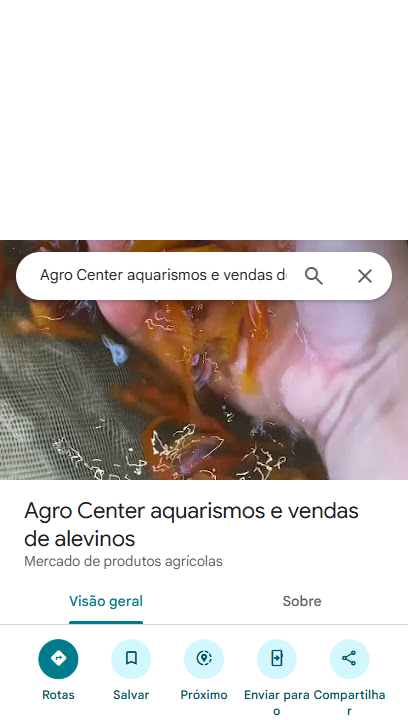 Agro Center aquarismos e vendas d
Agro Center aquarismos e vendas
de alevinos
Mercado de produtos agrícolas
Visão geral
Sobre
Rotas
Salvar
Próximo
Enviar para
o
Compartilha
r